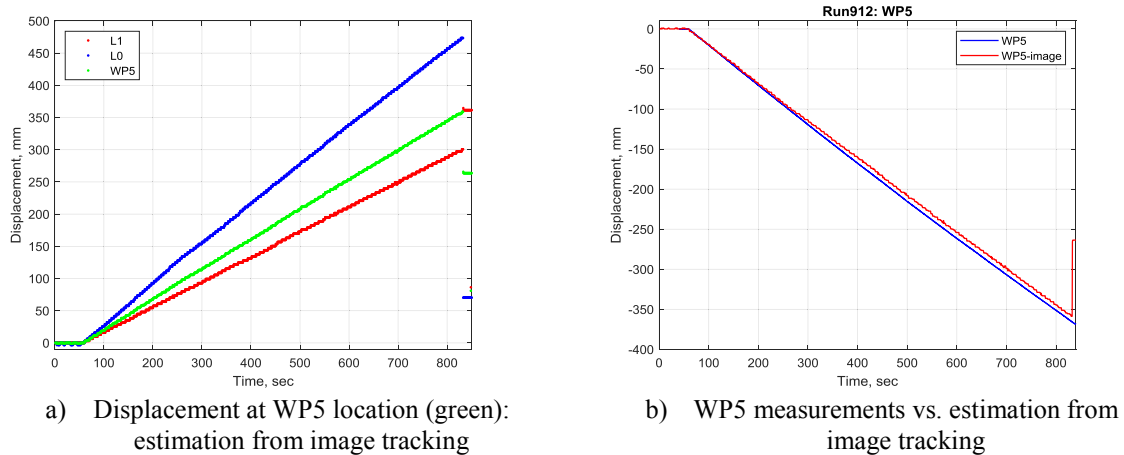 500
450
400
350
300
250
200
150
100
50
0
Displacement, mm
L1
L0
WP5
0 100 200 300 400 500 600 700 800
Time, sec
a) Displacement at WP5 location (green):
estimation from image tracking
Run912: WP5
0
-50
-100
-150
-200
-250
-300
-350
-400
Displacement, mm
WP5
WP5-image
0 100 200 300 400 500 600 700 800
Time, sec
b) WP5 measurements vs. estimation from
image tracking